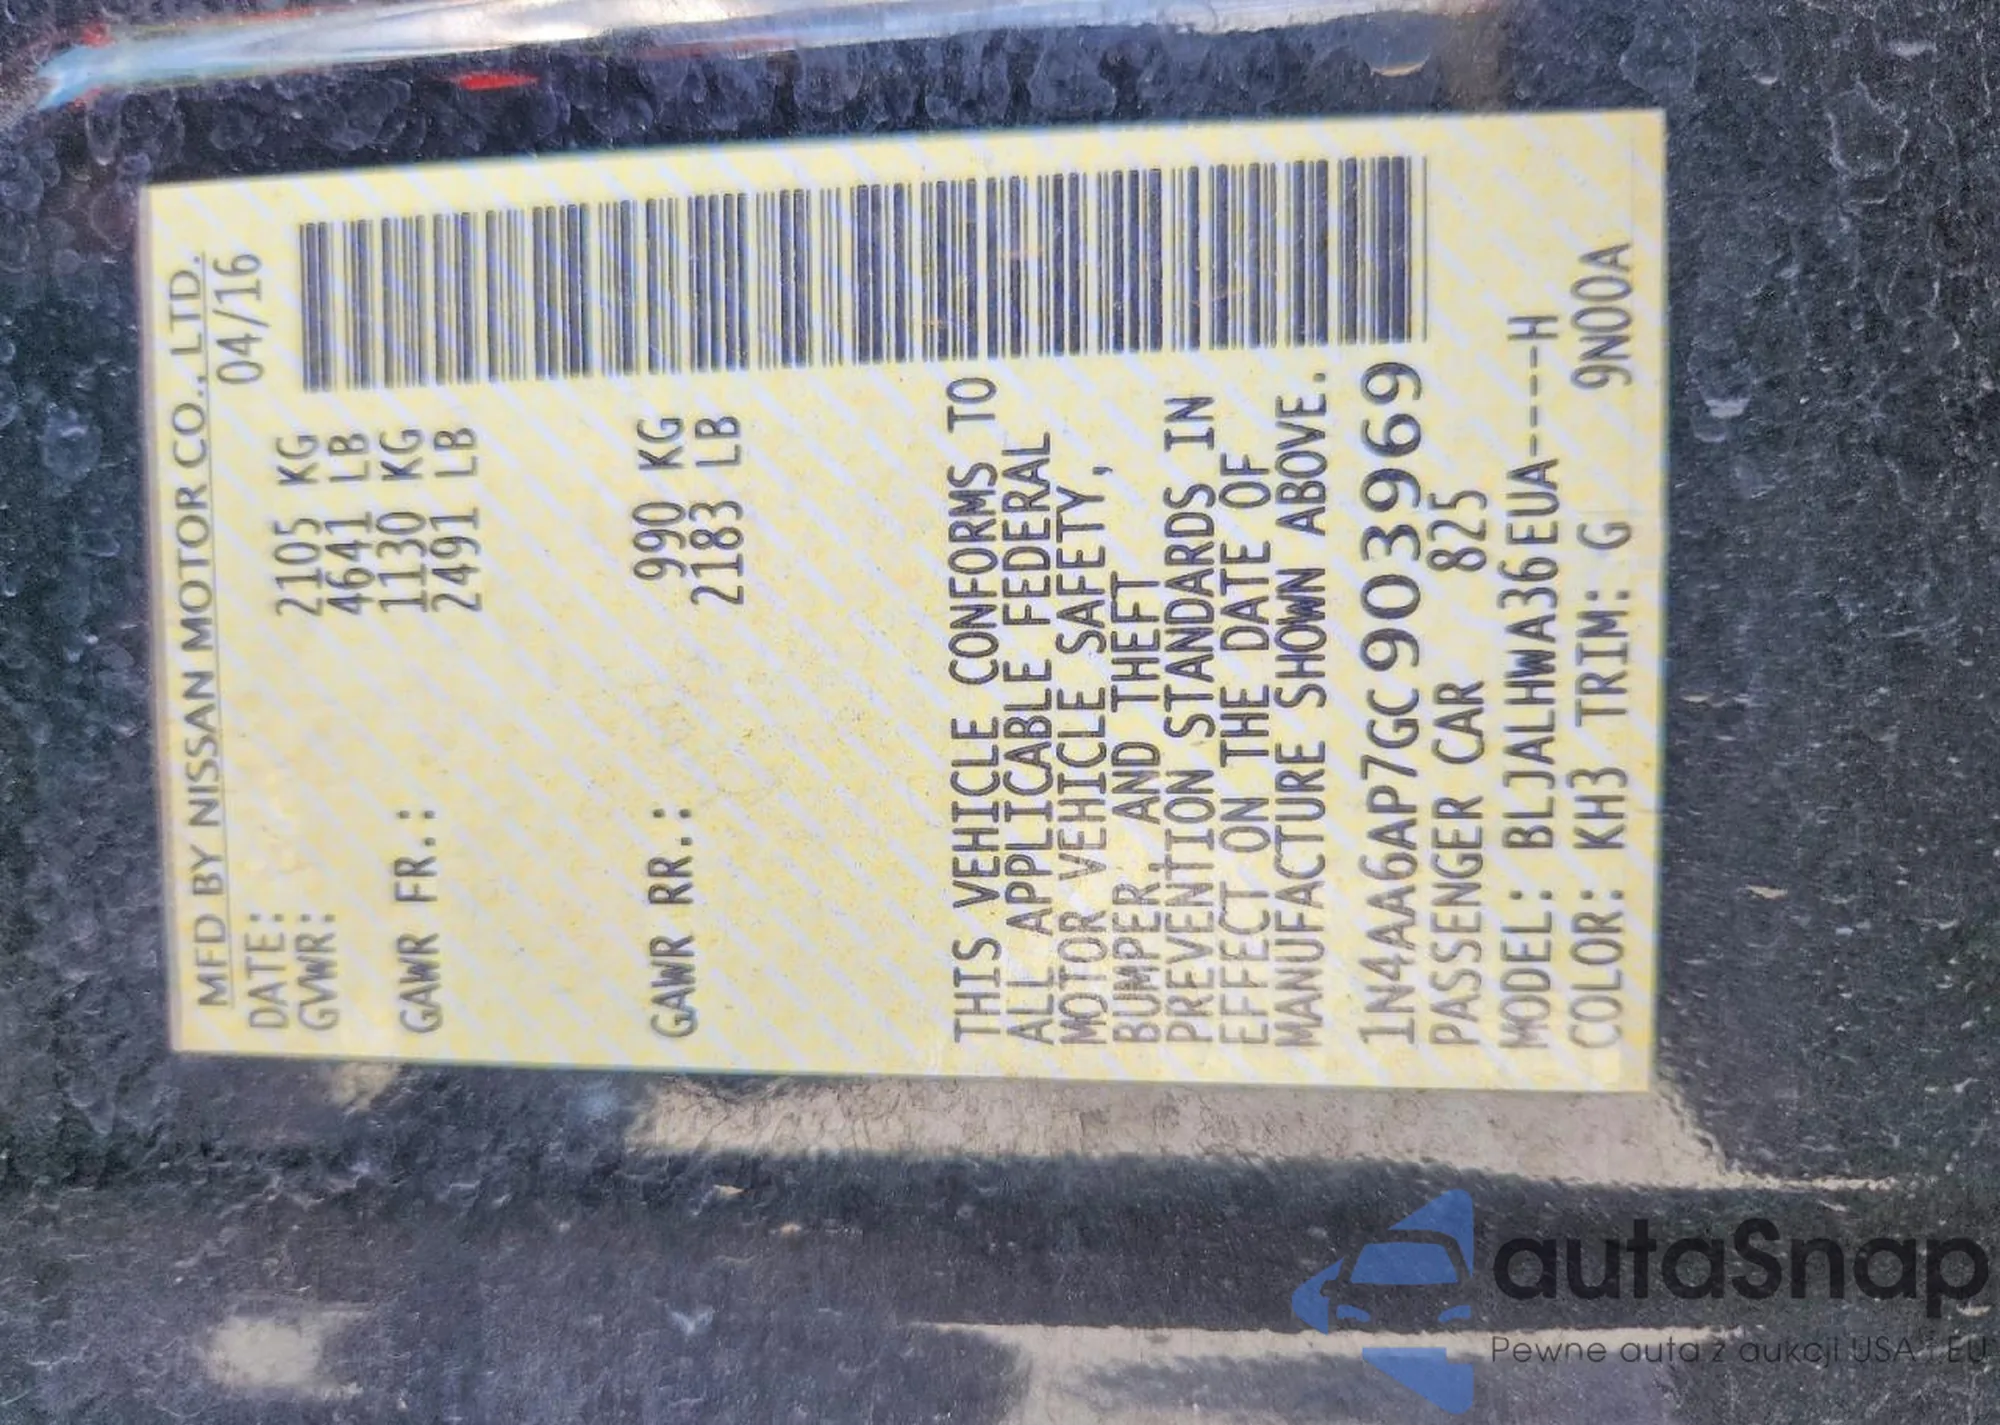 MFD BY NISSAN MOTOR CO., LTD.
DATE: 04/16
GVWR: 2105 KG
4641 LB
GAWR FR.: 1130 KG
2491 LB
GAWR RR.: 990 KG
2183 LB
THIS VEHICLE CONFORMS TO
ALL APPLICABLE FEDERAL
MOTOR VEHICLE SAFETY,
BUMPER, AND THEFT
PREVENTION STANDARDS IN
EFFECT ON THE DATE OF
MANUFACTURE SHOWN ABOVE.
1N4AA6AP7GC903969
PASSENGER CAR 825
MODEL: BLJALHWA36EUA----H
COLOR: KH3 TRIM: G 9N00A
autaSnap
Pewne auta z aukcji USA i EU